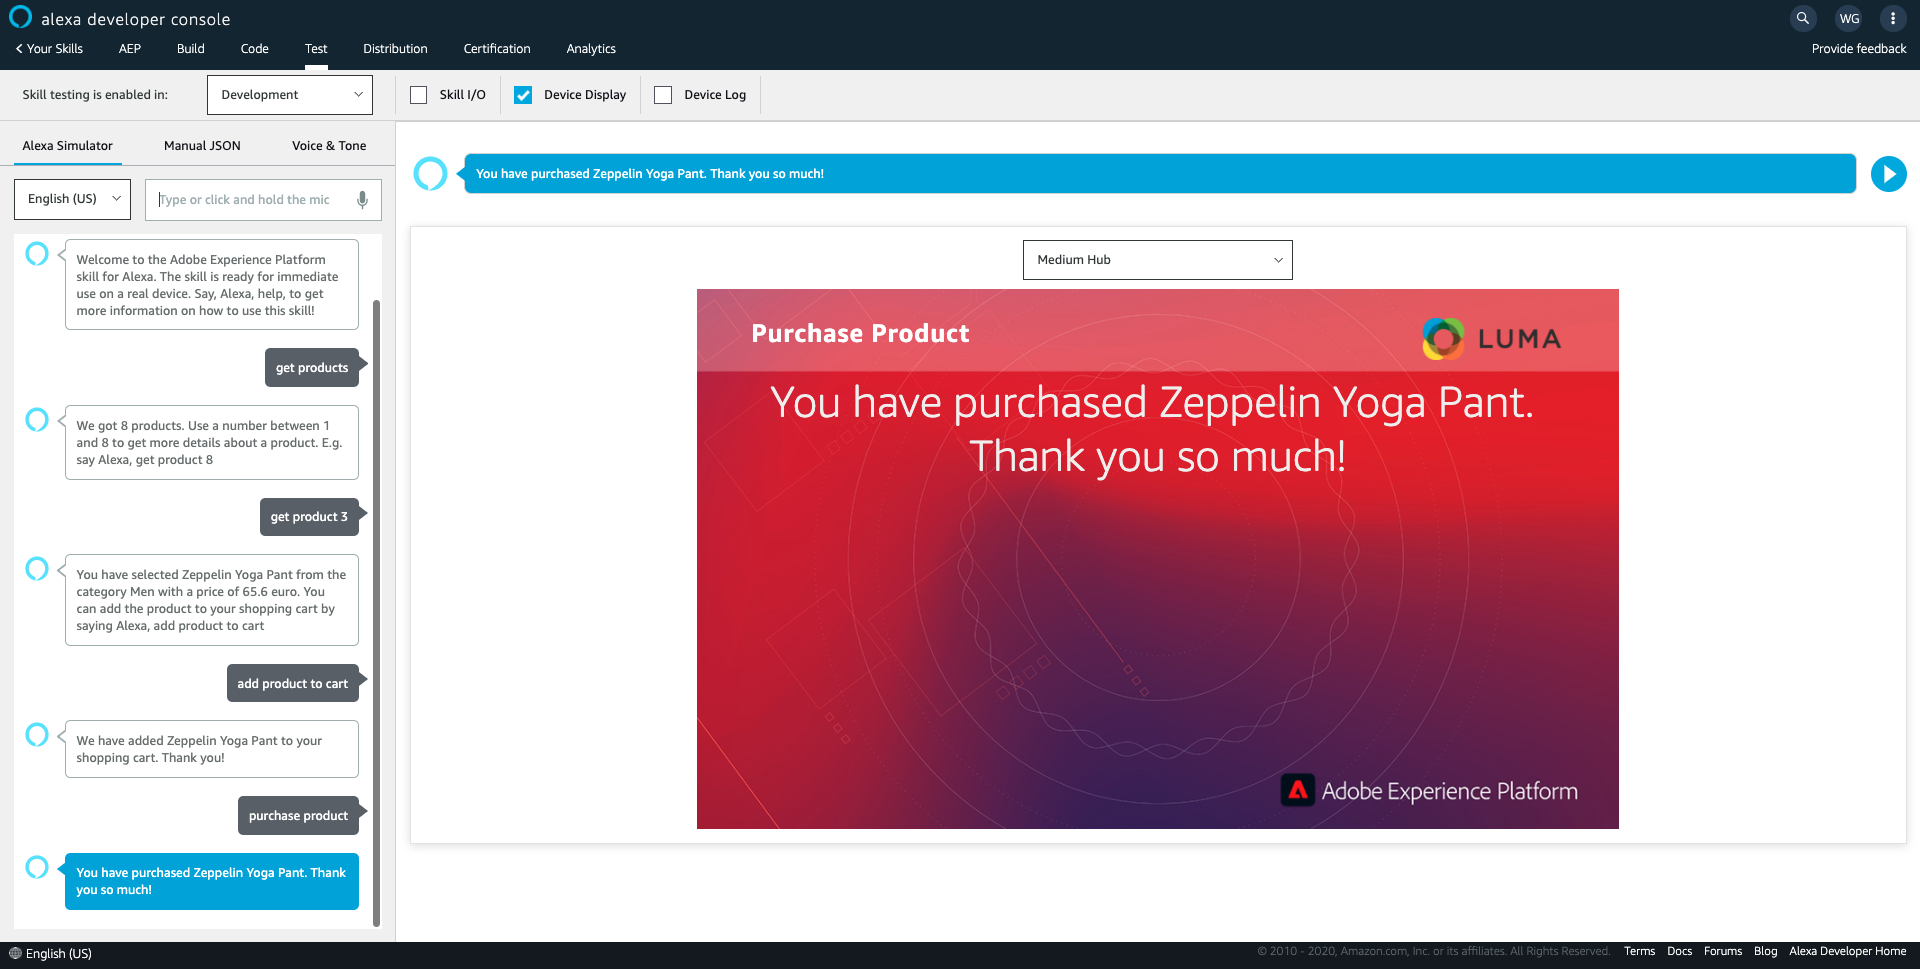 alexa developer console
WG
Your Skills
AEP
Build
Code
Test
Distribution
Certification
Analytics
Provide feedback
Skill testing is enabled in:
Development
Skill I/O
Device Display
Device Log
Alexa Simulator
Manual JSON
Voice & Tone
English (US)
Type or click and hold the mic
Welcome to the Adobe Experience Platform
skill for Alexa. The skill is ready for immediate
use on a real device. Say, Alexa, help, to get
more information on how to use this skill!
get products
We got 8 products. Use a number between 1
and 8 to get more details about a product. E.g.
say Alexa, get product 8
get product 3
You have selected Zeppelin Yoga Pant from the
category Men with a price of 65.6 euro. You
can add the product to your shopping cart by
saying Alexa, add product to cart
add product to cart
We have added Zeppelin Yoga Pant to your
shopping cart. Thank you!
purchase product
You have purchased Zeppelin Yoga Pant. Thank
you so much!
You have purchased Zeppelin Yoga Pant. Thank you so much!
Medium Hub
Purchase Product
LUMA
You have purchased Zeppelin Yoga Pant.
Thank you so much!
Adobe Experience Platform
English (US)
© 2010 - 2020, Amazon.com, Inc. or its affiliates. All Rights Reserved.
Terms
Docs
Forums
Blog
Alexa Developer Home